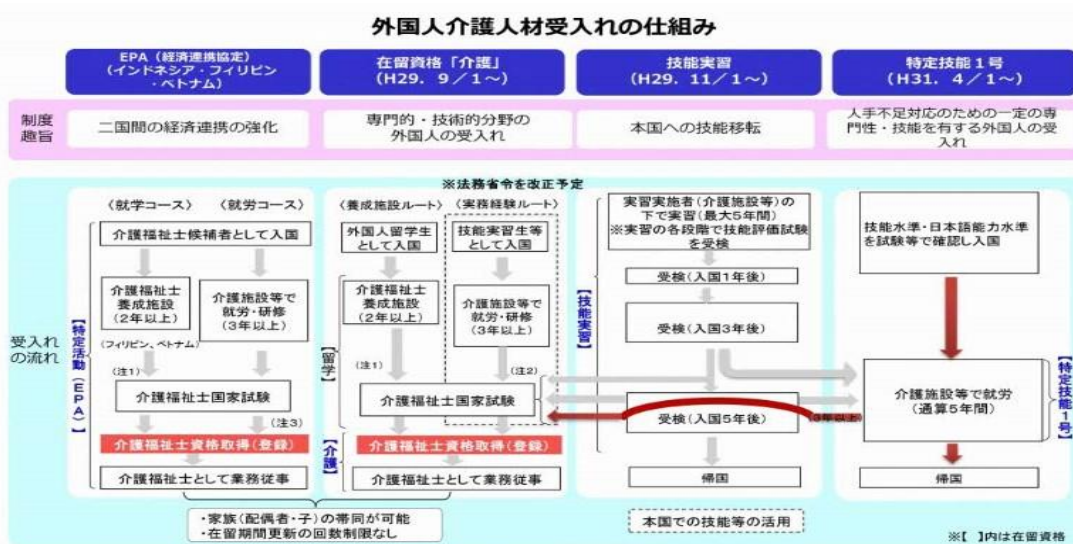 外国人介護人材受入れの仕組み
EPA(経済連携協定)
(インドネシア・フィリピン
・ベトナム)
在留資格「介護」
(H29.9/1~)
技能実習
(H29.11/1~)
特定技能1号
(H31.4/1~)
制度
趣旨
二国間の経済連携の強化
専門的・技術的分野の
外国人の受入れ
本国への技能移転
人手不足対応のための一定の専
門性・技能を有する外国人の受
入れ
受入れ
の流れ
※法務省令を改正予定
【特定活動(EPA)】
〈就学コース〉
〈就労コース〉
介護福祉士候補者として入国
介護福祉士
養成施設
(2年以上)
介護施設等で
就労・研修
(3年以上)
(フィリピン、ベトナム)
(注1)
介護福祉士国家試験
(注3)
介護福祉士資格取得(登録)
介護福祉士として業務従事
〈養成施設ルート〉
〈実務経験ルート〉
外国人留学生
として入国
技能実習生
等として入国
介護福祉士
養成施設
(2年以上)
介護施設等で
就労・研修
(3年以上)
【留学】
(注1)
(注2)
介護福祉士国家試験
【介護】
介護福祉士資格取得(登録)
介護福祉士として業務従事
・家族(配偶者・子)の帯同が可能
・在留期間更新の回数制限なし
【技能実習】
実習実施者(介護施設等)の
下で実習(最大5年間)
※実習の各段階で技能評価試験
を受検
受検(入国1年後)
受検(入国3年後)
受検(入国5年後)
帰国
本国での技能等の活用
技能水準・日本語能力水準
を試験等で確認し入国
3年以上
介護施設等で就労
(通算5年間)
【特定技能1号】
帰国
※【 】内は在留資格